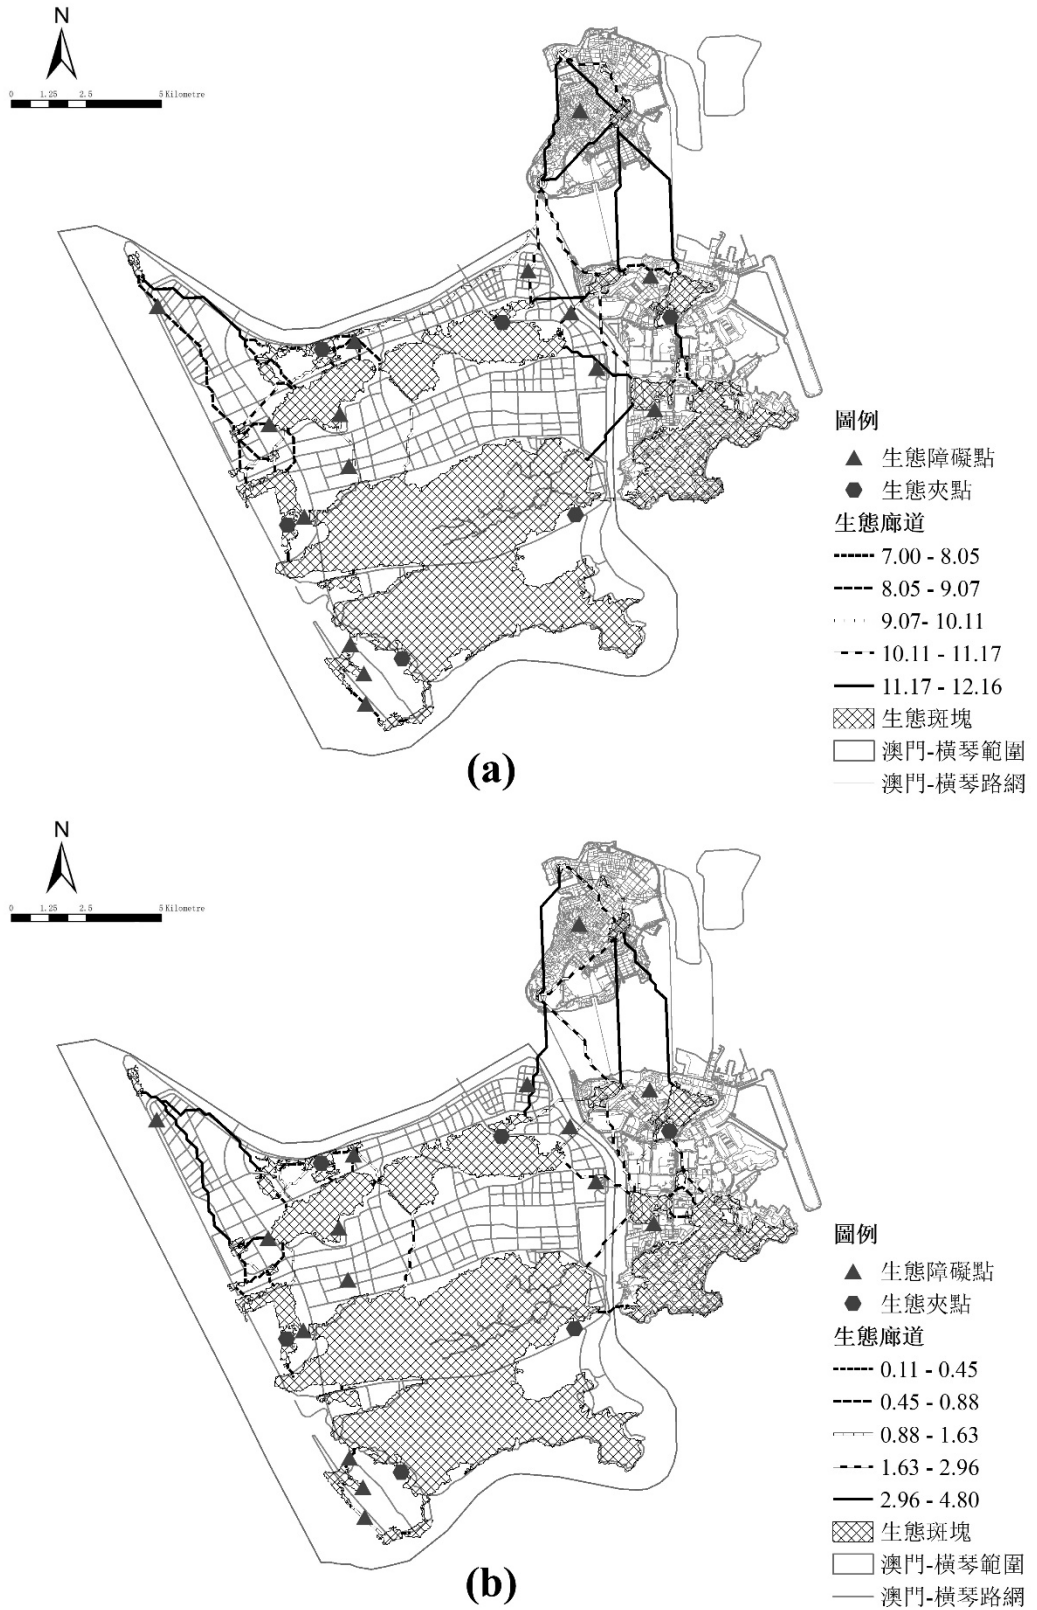 N
0 1.25 2.5 5 Kilometre
圖例
生態障礙點
生態夾點
生態廊道
7.00 - 8.05
8.05 - 9.07
9.07- 10.11
10.11 - 11.17
11.17 - 12.16
生態斑塊
澳門-橫琴範圍
澳門-橫琴路網
(a)
N
0 1.25 2.5 5 Kilometre
圖例
生態障礙點
生態夾點
生態廊道
0.11 - 0.45
0.45 - 0.88
0.88 - 1.63
1.63 - 2.96
2.96 - 4.80
生態斑塊
澳門-橫琴範圍
澳門-橫琴路網
(b)